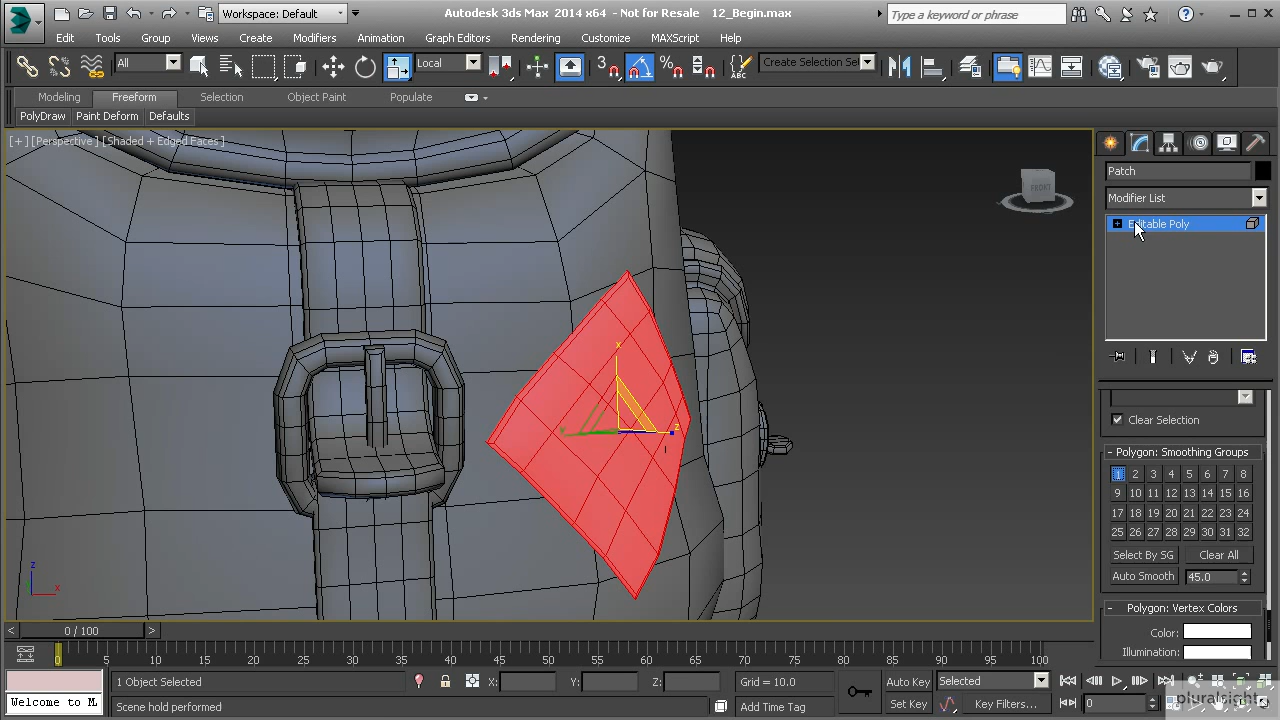 Workspace: Default
Autodesk 3ds Max 2014 x64 - Not for Resale 12_Begin.max
Type a keyword or phrase
Edit Tools Group Views Create Modifiers Animation Graph Editors Rendering Customize MAXScript Help
All
Local
3
Create Selection Se
Modeling Freeform Selection Object Paint Populate
PolyDraw Paint Deform Defaults
[+] [Perspective] [Shaded + Edged Faces]
FRONT
Patch
Modifier List
Editable Poly
x
z
Clear Selection
Polygon: Smoothing Groups
1 2 3 4 5 6 7 8
9 10 11 12 13 14 15 16
17 18 19 20 21 22 23 24
25 26 27 28 29 30 31 32
Select By SG Clear All
Auto Smooth 45.0
Polygon: Vertex Colors
Color:
Illumination:
z
x
< 0 / 100 >
0 5 10 15 20 25 30 35 40 45 50 55 60 65 70 75 80 85 90 95 100
1 Object Selected X: Y: Z: Grid = 10.0 Auto Key Selected
Welcome to M Scene hold performed Add Time Tag Set Key Key Filters... 0
pluralsight